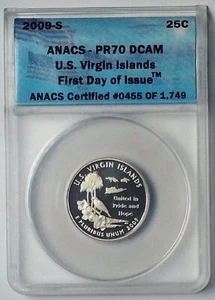 2009-S 25C
ANACS - PR70 DCAM
U.S. Virgin Islands
First Day of Issue™
ANACS Certified #0455 OF 1,749
U.S. VIRGIN ISLANDS
United in
Pride and
Hope
E PLURIBUS UNUM 2009